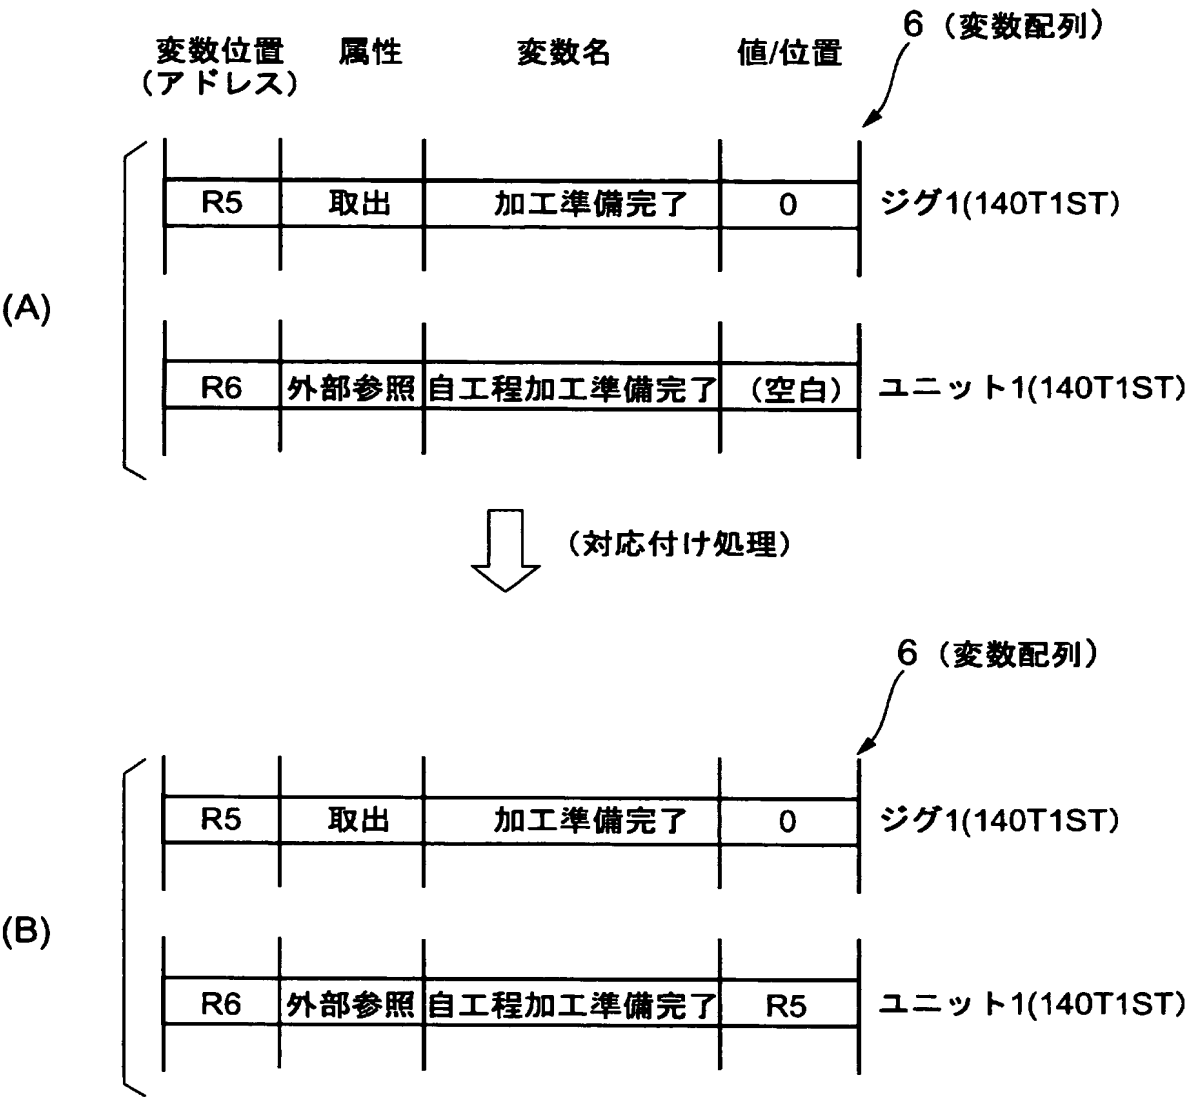 6（変数配列）
変数位置 属性 変数名 値/位置
（アドレス）
R5 取出 加工準備完了 0 ジグ1(140T1ST)
(A)
R6 外部参照 自工程加工準備完了 (空白) ユニット1(140T1ST)
（対応付け処理）
6（変数配列）
R5 取出 加工準備完了 0 ジグ1(140T1ST)
(B)
R6 外部参照 自工程加工準備完了 R5 ユニット1(140T1ST)